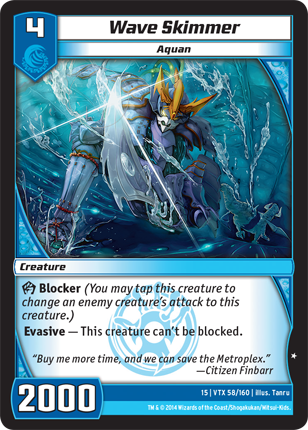 4
Wave Skimmer
Aquan
Creature
Blocker (You may tap this creature to
change an enemy creature's attack to this
creature.)
Evasive — This creature can't be blocked.
"Buy me more time, and we can save the Metroplex."
—Citizen Finbarr
2000
15 | VTX 58/160 | illus. Tanru
TM & © 2014 Wizards of the Coast/Shogakukan/Mitsui-Kids.